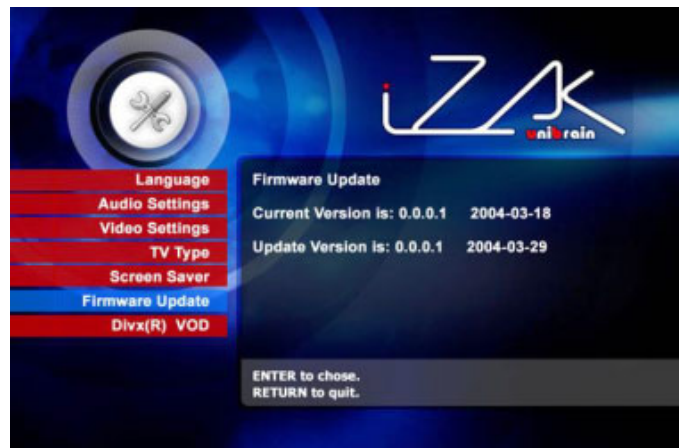 iZAK
unibrain
Language
Audio Settings
Video Settings
TV Type
Screen Saver
Firmware Update
Divx(R) VOD
Firmware Update
Current Version is: 0.0.0.1 2004-03-18
Update Version is: 0.0.0.1 2004-03-29
ENTER to chose.
RETURN to quit.